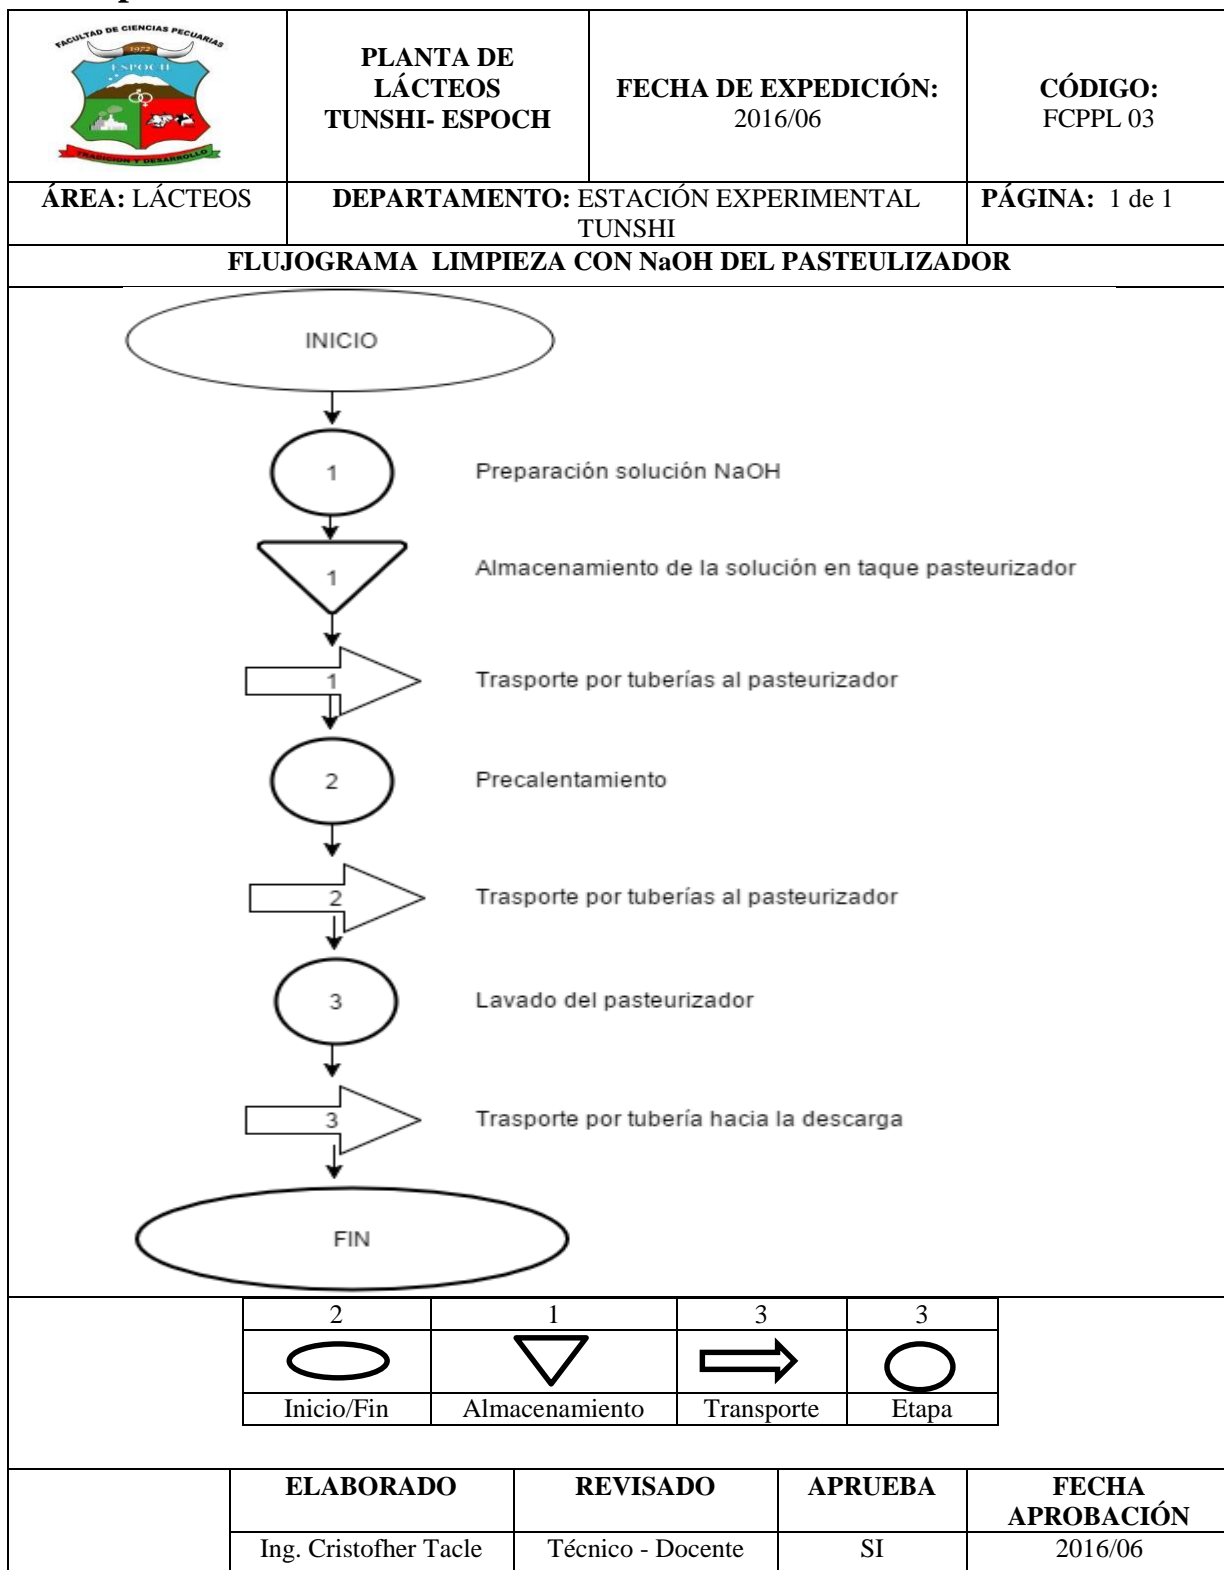 FACULTAD DE CIENCIAS PECUARIAS
1972
ESPOCH
TRADICION Y DESARROLLO
PLANTA DE
LÁCTEOS
TUNSHI- ESPOCH
FECHA DE EXPEDICIÓN:
2016/06
CÓDIGO:
FCPPL 03
ÁREA: LÁCTEOS
DEPARTAMENTO: ESTACIÓN EXPERIMENTAL
TUNSHI
PÁGINA: 1 de 1
FLUJOGRAMA LIMPIEZA CON NaOH DEL PASTEULIZADOR
INICIO
1 Preparación solución NaOH
1 Almacenamiento de la solución en taque pasteurizador
1 Trasporte por tuberías al pasteurizador
2 Precalentamiento
2 Trasporte por tuberías al pasteurizador
3 Lavado del pasteurizador
3 Trasporte por tubería hacia la descarga
FIN
2 1 3 3
Inicio/Fin Almacenamiento Transporte Etapa
ELABORADO REVISADO APRUEBA FECHA
APROBACIÓN
Ing. Cristofher Tacle Técnico - Docente SI 2016/06